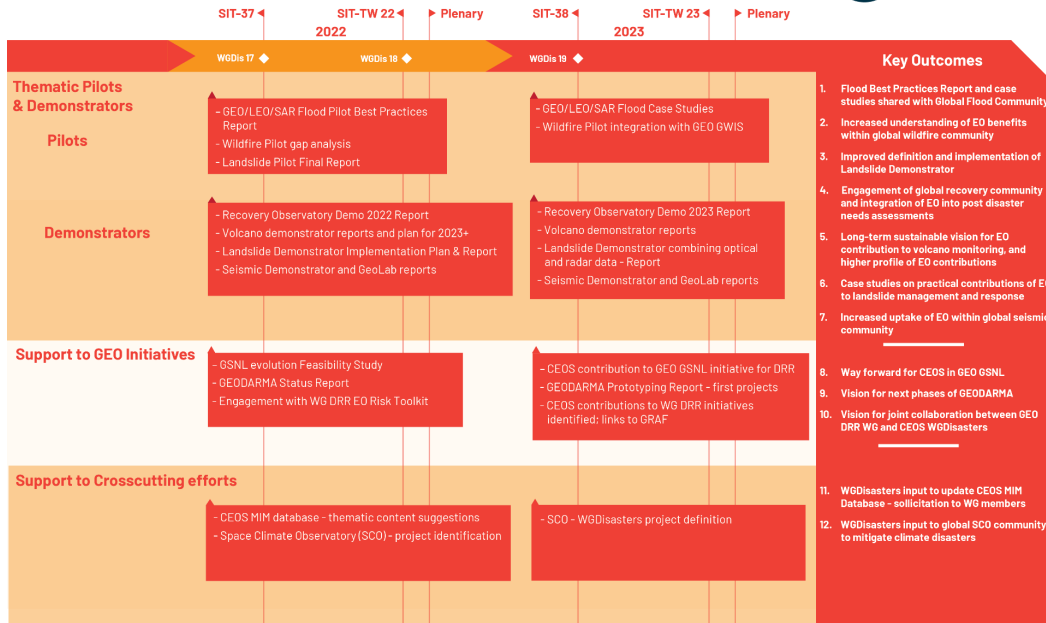 SIT-37
SIT-TW 22
Plenary
SIT-38
SIT-TW 23
Plenary
2022
2023
WGDis 17
WGDis 18
WGDis 19
Key Outcomes
Thematic Pilots
& Demonstrators
Pilots
- GEO/LEO/SAR Flood Pilot Best Practices
Report
- Wildfire Pilot gap analysis
- Landslide Pilot Final Report
- GEO/LEO/SAR Flood Case Studies
- Wildfire Pilot integration with GEO GWIS
Demonstrators
- Recovery Observatory Demo 2022 Report
- Volcano demonstrator reports and plan for 2023+
- Landslide Demonstrator Implementation Plan & Report
- Seismic Demonstrator and GeoLab reports
- Recovery Observatory Demo 2023 Report
- Volcano demonstrator reports
- Landslide Demonstrator combining optical
and radar data - Report
- Seismic Demonstrator and GeoLab reports
1. Flood Best Practices Report and case
studies shared with Global Flood Community
2. Increased understanding of EO benefits
within global wildfire community
3. Improved definition and implementation of
Landslide Demonstrator
4. Engagement of global recovery community
and integration of EO into post disaster
needs assessments
5. Long-term sustainable vision for EO
contribution to volcano monitoring, and
higher profile of EO contributions
6. Case studies on practical contributions of EO
to landslide management and response
7. Increased uptake of EO within global seismic
community
Support to GEO Initiatives
- GSNL evolution Feasibility Study
- GEODARMA Status Report
- Engagement with WG DRR EO Risk Toolkit
- CEOS contribution to GEO GSNL initiative for DRR
- GEODARMA Prototyping Report - first projects
- CEOS contributions to WG DRR initiatives
identified; links to GRAF
8. Way forward for CEOS in GEO GSNL
9. Vision for next phases of GEODARMA
10. Vision for joint collaboration between GEO
DRR WG and CEOS WGDisasters
Support to Crosscutting efforts
- CEOS MIM database - thematic content suggestions
- Space Climate Observatory (SCO) - project identification
- SCO - WGDisasters project definition
11. WGDisasters input to update CEOS MIM
Database - sollicitation to WG members
12. WGDisasters input to global SCO community
to mitigate climate disasters